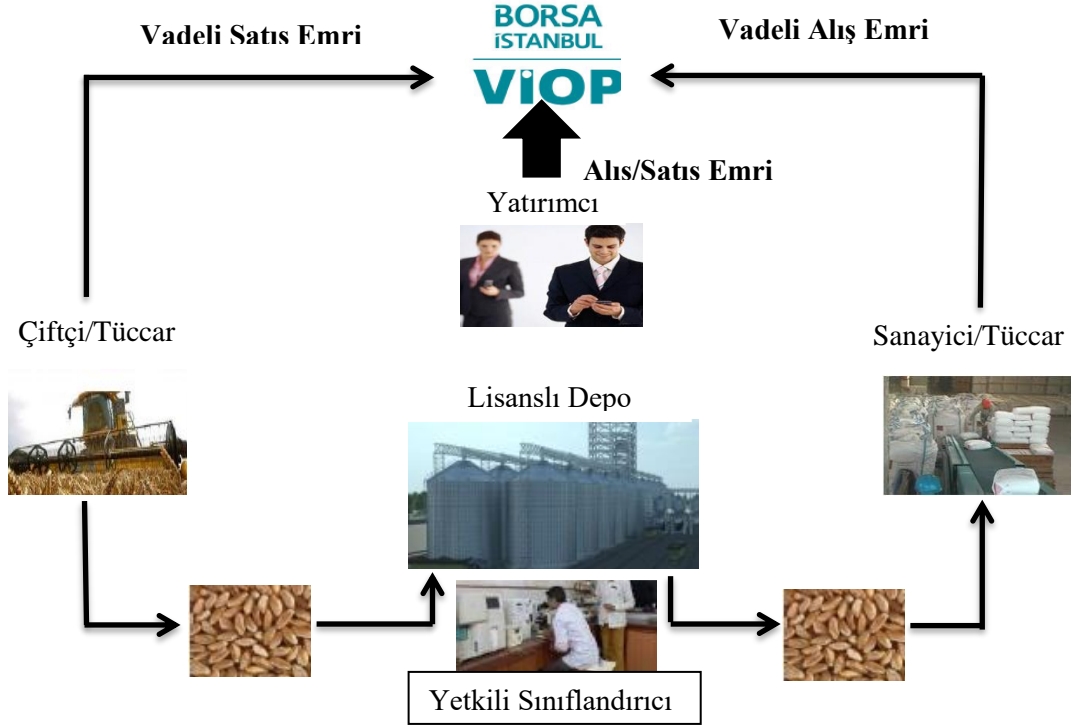 BORSA
İSTANBUL
VİOP
Vadeli Satıs Emri
Vadeli Alış Emri
Alıs/Satıs Emri
Yatırımcı
Çiftçi/Tüccar
Sanayici/Tüccar
Lisanslı Depo
Yetkili Sınıflandırıcı